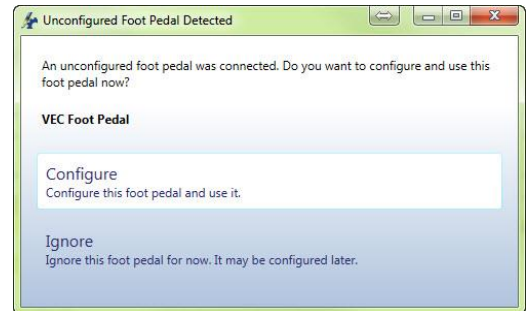 Unconfigured Foot Pedal Detected
An unconfigured foot pedal was connected. Do you want to configure and use this
foot pedal now?
VEC Foot Pedal
Configure
Configure this foot pedal and use it.
Ignore
Ignore this foot pedal for now. It may be configured later.